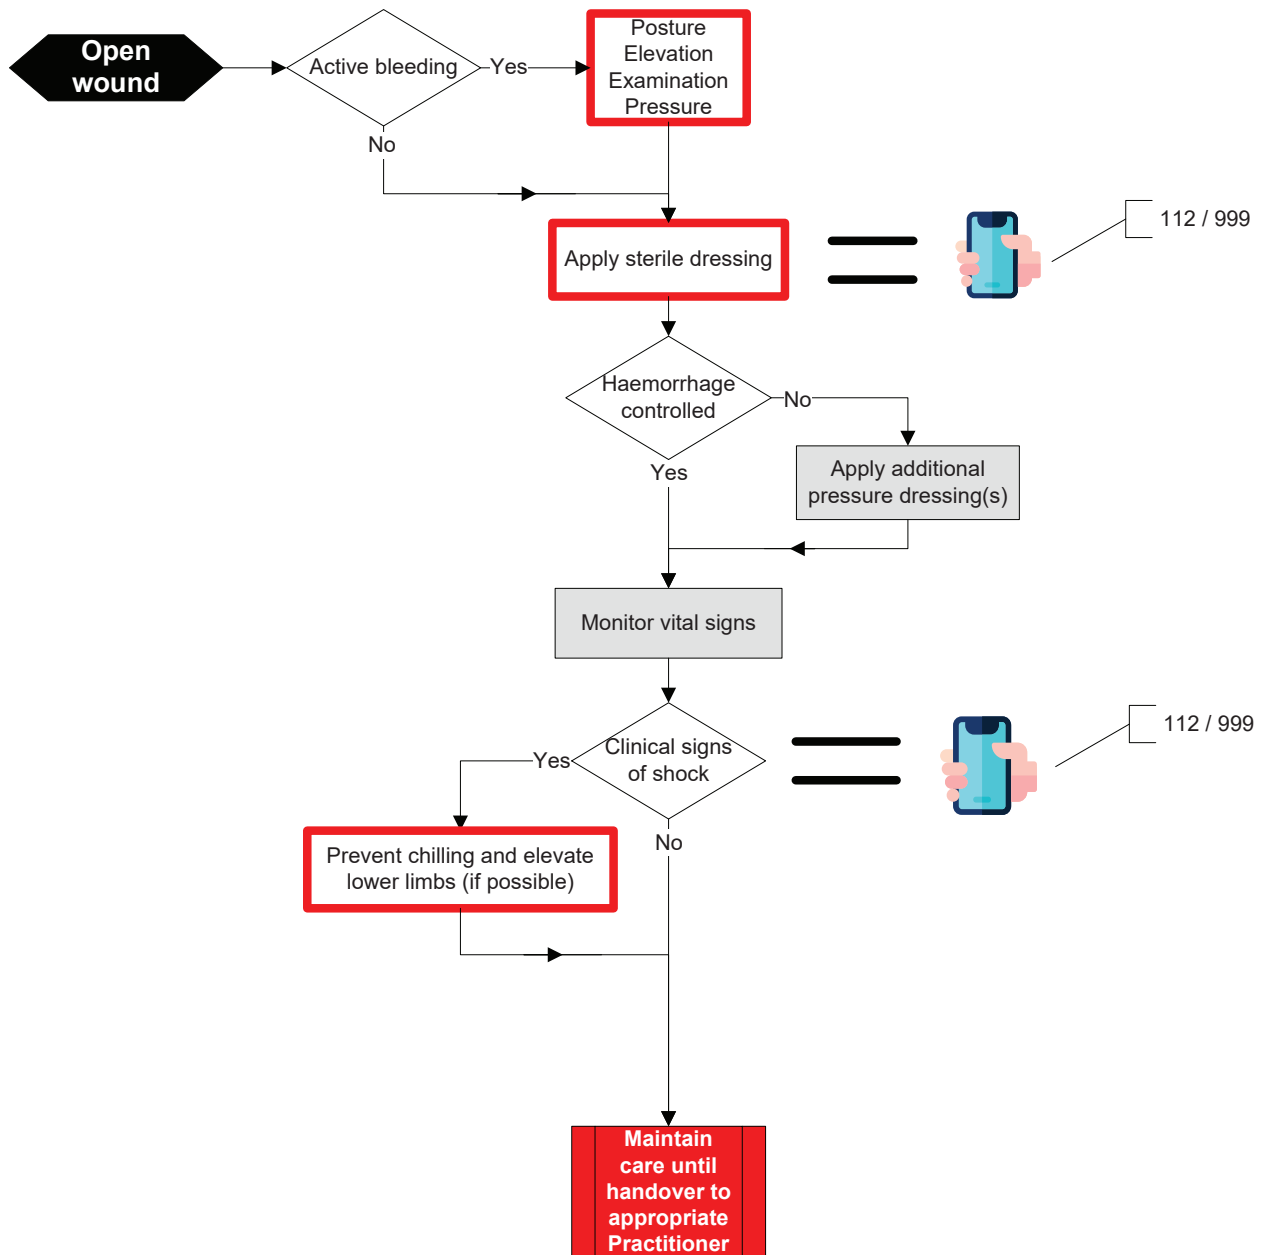 Open
wound
Active bleeding
Yes
Posture
Elevation
Examination
Pressure
No
Apply sterile dressing
112 / 999
Haemorrhage
controlled
No
Yes
Apply additional
pressure dressing(s)
Monitor vital signs
Clinical signs
of shock
112 / 999
Yes
No
Prevent chilling and elevate
lower limbs (if possible)
Maintain
care until
handover to
appropriate
Practitioner